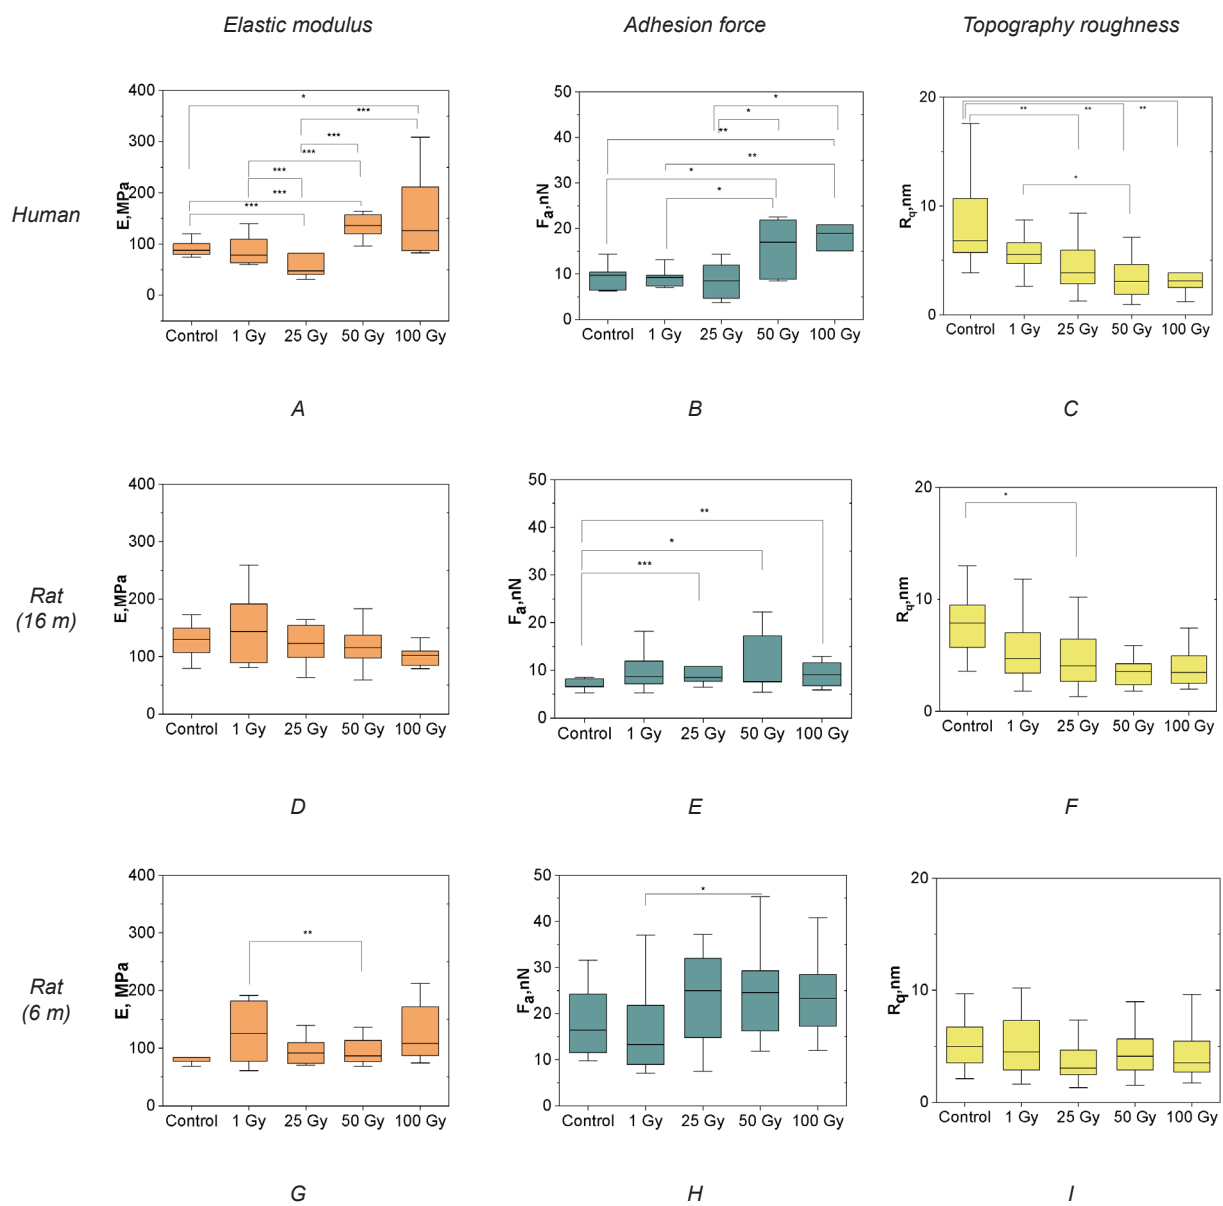 Elastic modulus Adhesion force Topography roughness
Human
E,MPa
400
300
200
100
0
* *** *** *** *** *** ***
Control 1 Gy 25 Gy 50 Gy 100 Gy
A
Fa,nN
50
40
30
20
10
0
* * ** ** * *
Control 1 Gy 25 Gy 50 Gy 100 Gy
B
Rq,nm
20
10
0
** ** ** *
Control 1 Gy 25 Gy 50 Gy 100 Gy
C
Rat
(16 m)
E,MPa
400
300
200
100
0
Control 1 Gy 25 Gy 50 Gy 100 Gy
D
Fa,nN
50
40
30
20
10
0
** * ***
Control 1 Gy 25 Gy 50 Gy 100 Gy
E
Rq,nm
20
10
0
*
Control 1 Gy 25 Gy 50 Gy 100 Gy
F
Rat
(6 m)
E, MPa
400
300
200
100
0
**
Control 1 Gy 25 Gy 50 Gy 100 Gy
G
Fa,nN
50
40
30
20
10
0
*
Control 1 Gy 25 Gy 50 Gy 100 Gy
H
Rq,nm
20
10
0
Control 1 Gy 25 Gy 50 Gy 100 Gy
I